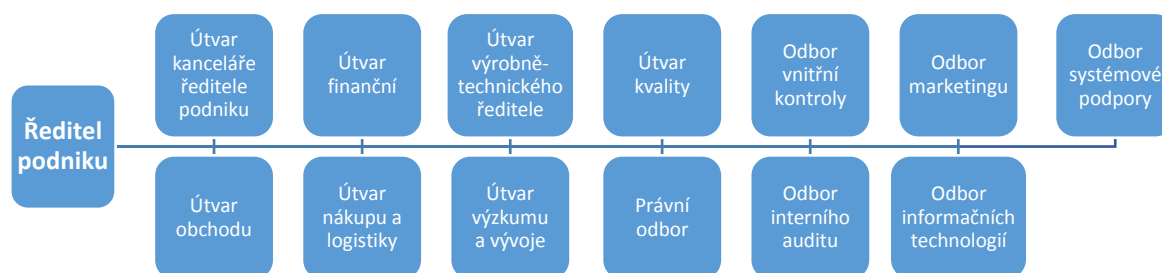 Ředitel
podniku
Útvar
kanceláře
ředitele
podniku
Útvar
finanční
Útvar
výrobně-
technického
ředitele
Útvar
kvality
Odbor
vnitřní
kontroly
Odbor
marketingu
Odbor
systémové
podpory
Útvar
obchodu
Útvar
nákupu a
logistiky
Útvar
výzkumu
a vývoje
Právní
odbor
Odbor
interního
auditu
Odbor
informačních
technologií